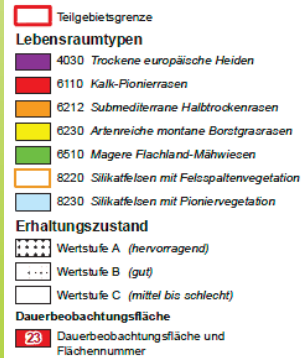 Teilgebietsgrenze
Lebensraumtypen
4030 Trockene europäische Heiden
6110 Kalk-Pionierrasen
6212 Submediterrane Halbtrockenrasen
6230 Artenreiche montane Borstgrasrasen
6510 Magere Flachland-Mähwiesen
8220 Silikatfelsen mit Felsspaltenvegetation
8230 Silikatfelsen mit Pioniervegetation
Erhaltungszustand
Wertstufe A (hervorragend)
Wertstufe B (gut)
Wertstufe C (mittel bis schlecht)
Dauerbeobachtungsfläche
23 Dauerbeobachtungsfläche und
Flächennummer